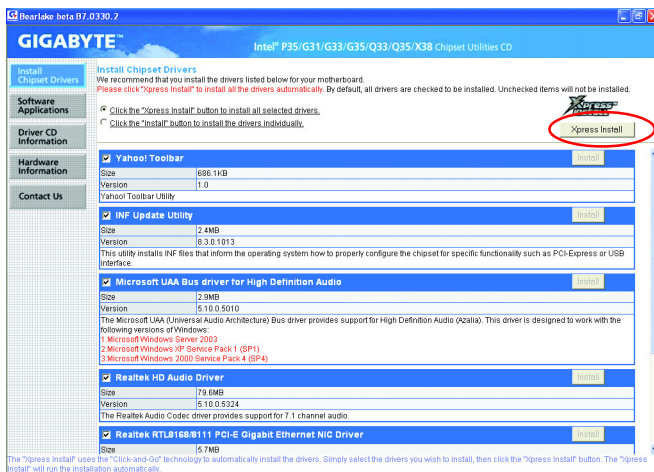 Bearlake beta B7.0330.2
GIGABYTE™
Intel® P35/G31/G33/G35/Q33/Q35/X38 Chipset Utilities CD
Install
Chipset Drivers
Software
Applications
Driver CD
Information
Hardware
Information
Contact Us
Install Chipset Drivers
We recommend that you install the drivers listed below for your motherboard.
Please click "Xpress Install" to install all the drivers automatically. By default, all drivers are checked to be installed. Unchecked items will not be installed.
Click the "Xpress Install" button to install all selected drivers.
Click the "Install" button to install the drivers individually.
Xpress
Xpress Install
Yahoo! Toolbar
Install
Size 686.1KB
Version 1.0
Yahoo! Toolbar Utility
INF Update Utility
Install
Size 2.4MB
Version 8.3.0.1013
This utility installs INF files that inform the operating system how to properly configure the chipset for specific functionality such as PCI-Express or USB
interface.
Microsoft UAA Bus driver for High Definition Audio
Install
Size 2.9MB
Version 5.10.0.5010
The Microsoft UAA (Universal Audio Architecture) Bus driver provides support for High Definition Audio (Azalia). This driver is designed to work with the
following versions of Windows:
1.Microsoft Windows Server 2003
2.Microsoft Windows XP Service Pack 1 (SP1)
3.Microsoft Windows 2000 Service Pack 4 (SP4)
Realtek HD Audio Driver
Install
Size 79.6MB
Version 5.10.0.5324
The Realtek Audio Codec driver provides support for 7.1 channel audio.
Realtek RTL8168/8111 PCI-E Gigabit Ethernet NIC Driver
Install
Size 5.7MB
The "Xpress Install" uses the "Click-and-Go" technology to automatically install the drivers. Simply select the drivers you wish to install, then click the "Xpress Install" button. The "Xpress
Install" will run the installation automatically.